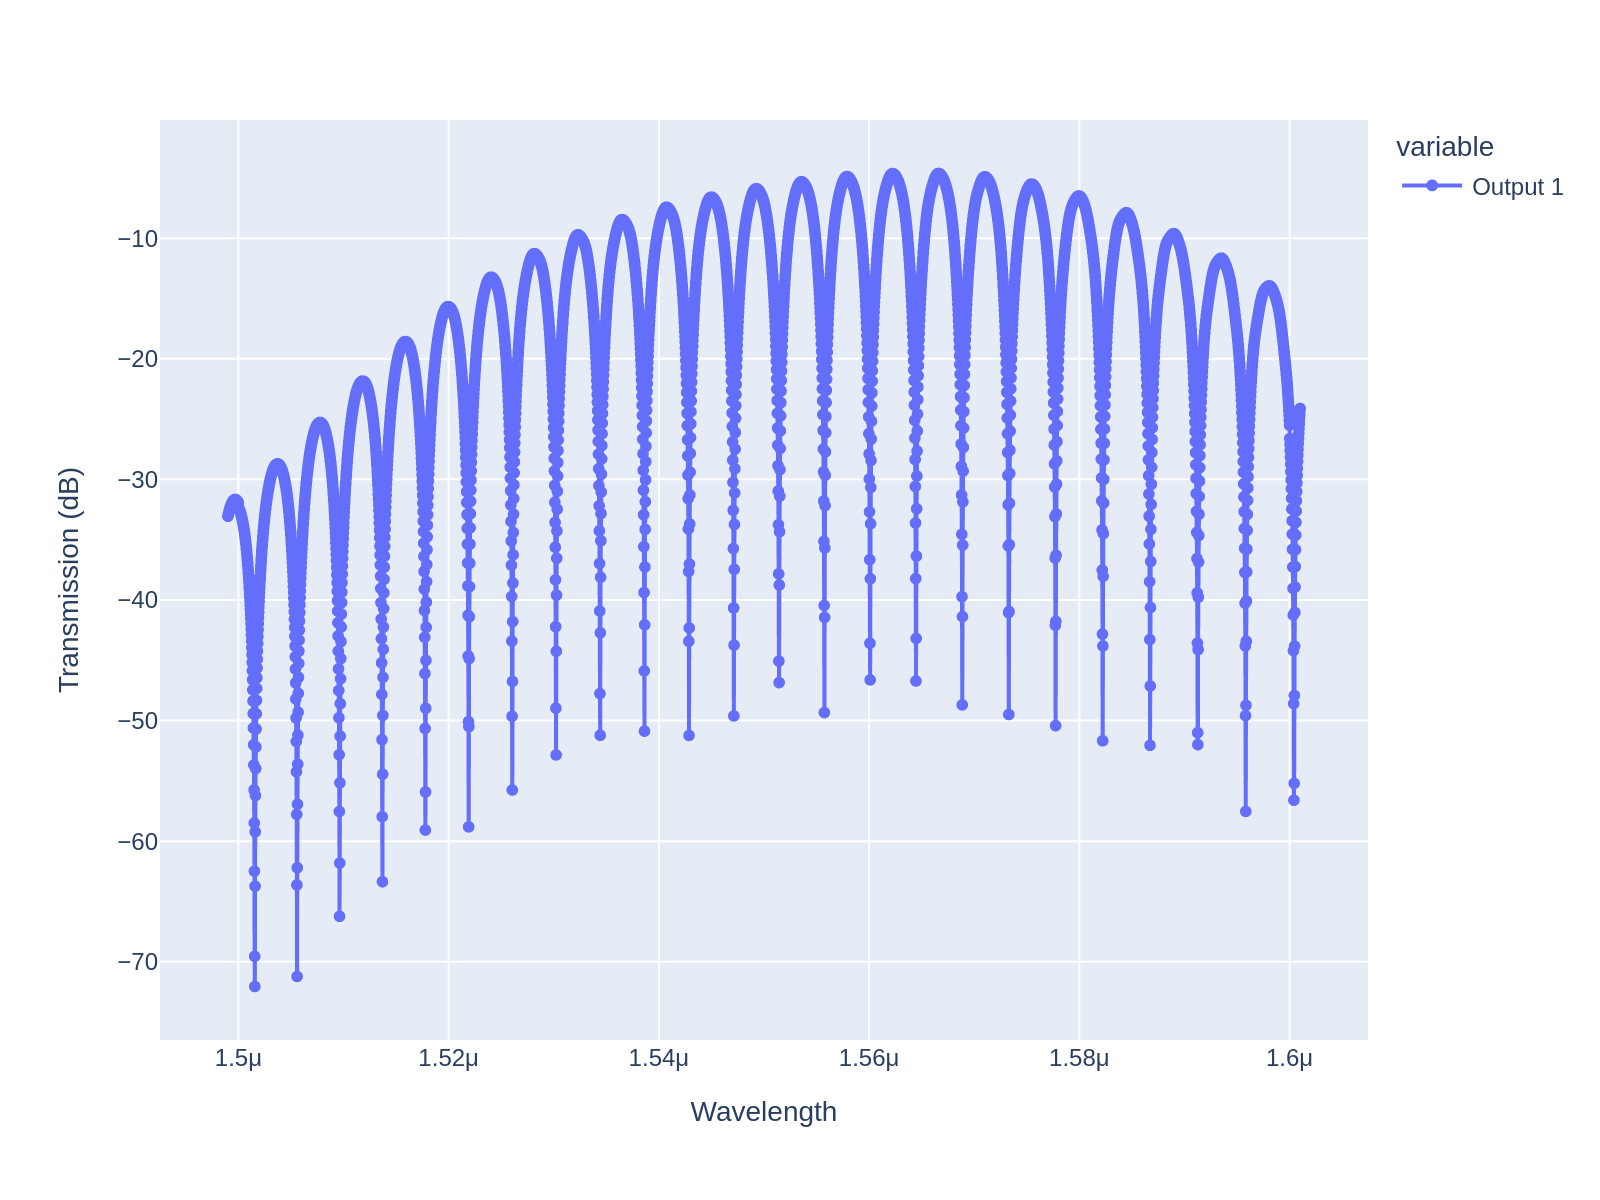 variable
Output 1
Transmission (dB)
−10
−20
−30
−40
−50
−60
−70
1.5μ
1.52μ
1.54μ
1.56μ
1.58μ
1.6μ
Wavelength